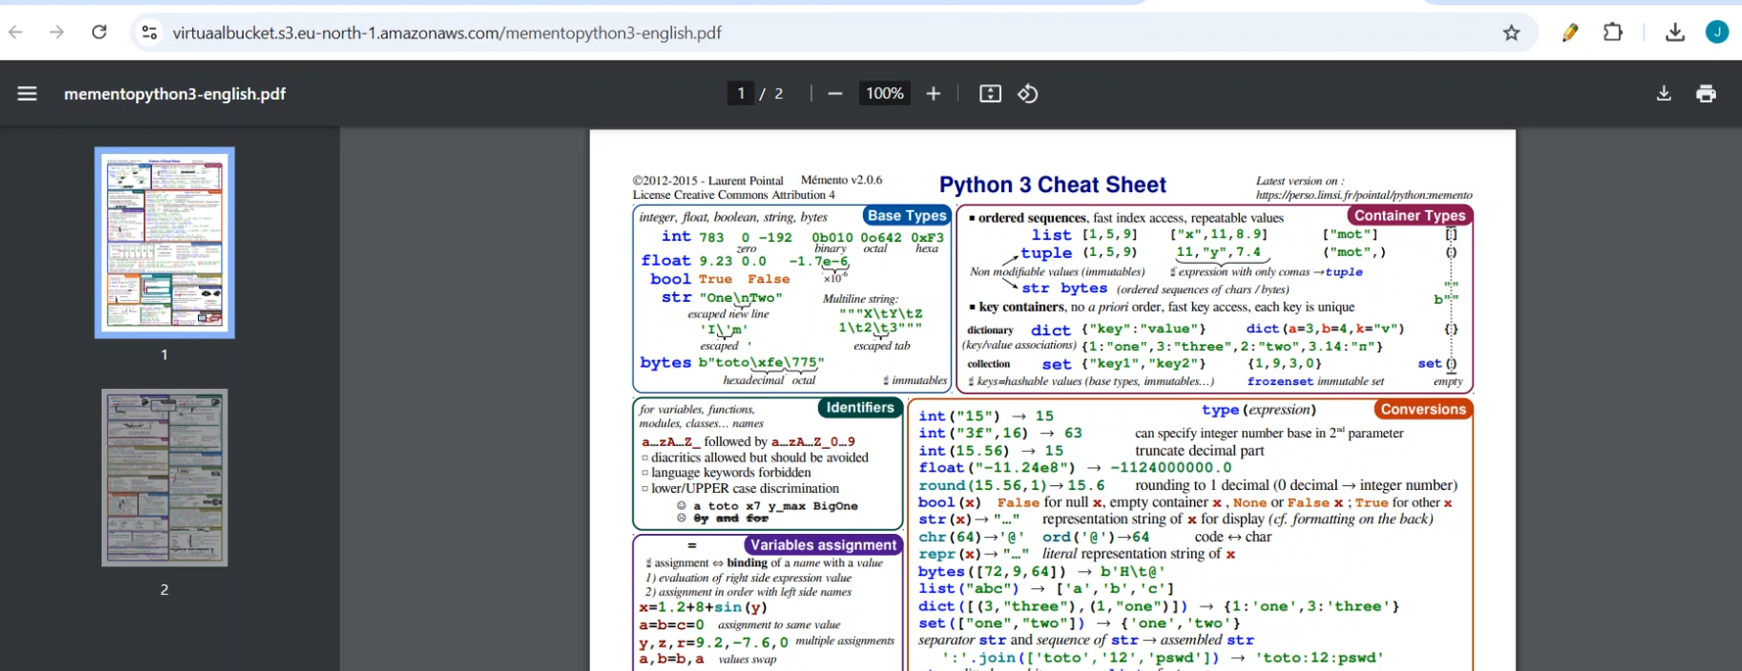 virtuaalbucket.s3.eu-north-1.amazonaws.com/mementopython3-english.pdf
J
mementopython3-english.pdf
1 / 2 100%
1
2
©2012-2015 - Laurent Pointal Mémento v2.0.6
License Creative Commons Attribution 4
Python 3 Cheat Sheet
Latest version on :
https://perso.limsi.fr/pointal/python:memento
integer, float, boolean, string, bytes
Base Types
int 783 0 -192 0b010 0o642 0xF3
zero binary octal hexa
float 9.23 0.0 -1.7e-6
bool True False ×10⁻⁶
str "One\nTwo"
escaped new line
'I\'m'
escaped '
Multiline string:
"""X\tY\tZ
1\t2\t3"""
escaped tab
bytes b"toto\xfe\775"
hexadecimal octal
immutables
▪ ordered sequences, fast index access, repeatable values
Container Types
list [1,5,9] ["x",11,8.9] ["mot"] []
tuple (1,5,9) 11,"y",7.4 ("mot",) ()
Non modifiable values (immutables) expression with only comas →tuple
str bytes (ordered sequences of chars / bytes)
""
b""
▪ key containers, no a priori order, fast key access, each key is unique
dictionary dict {"key":"value"} dict(a=3,b=4,k="v") {}
(key/value associations) {1:"one",3:"three",2:"two",3.14:"π"}
collection set {"key1","key2"} {1,9,3,0} set()
keys=hashable values (base types, immutables…) frozenset immutable set empty
for variables, functions,
modules, classes… names
Identifiers
a…zA…Z_ followed by a…zA…Z_0…9
▫ diacritics allowed but should be avoided
▫ language keywords forbidden
▫ lower/UPPER case discrimination
☺ a toto x7 y_max BigOne
☹ 8y and for
=
Variables assignment
assignment ⇔ binding of a name with a value
1) evaluation of right side expression value
2) assignment in order with left side names
x=1.2+8+sin(y)
a=b=c=0 assignment to same value
y,z,r=9.2,-7.6,0 multiple assignments
a,b=b,a values swap
int("15") → 15
type(expression)
Conversions
int("3f",16) → 63 can specify integer number base in 2nd parameter
int(15.56) → 15 truncate decimal part
float("-11.24e8") → -1124000000.0
round(15.56,1)→ 15.6 rounding to 1 decimal (0 decimal → integer number)
bool(x) False for null x, empty container x , None or False x ; True for other x
str(x)→ "…" representation string of x for display (cf. formatting on the back)
chr(64)→'@' ord('@')→64 code ↔ char
repr(x)→ "…" literal representation string of x
bytes([72,9,64]) → b'H\t@'
list("abc") → ['a','b','c']
dict([(3,"three"),(1,"one")]) → {1:'one',3:'three'}
set(["one","two"]) → {'one','two'}
separator str and sequence of str → assembled str
':'.join(['toto','12','pswd']) → 'toto:12:pswd'